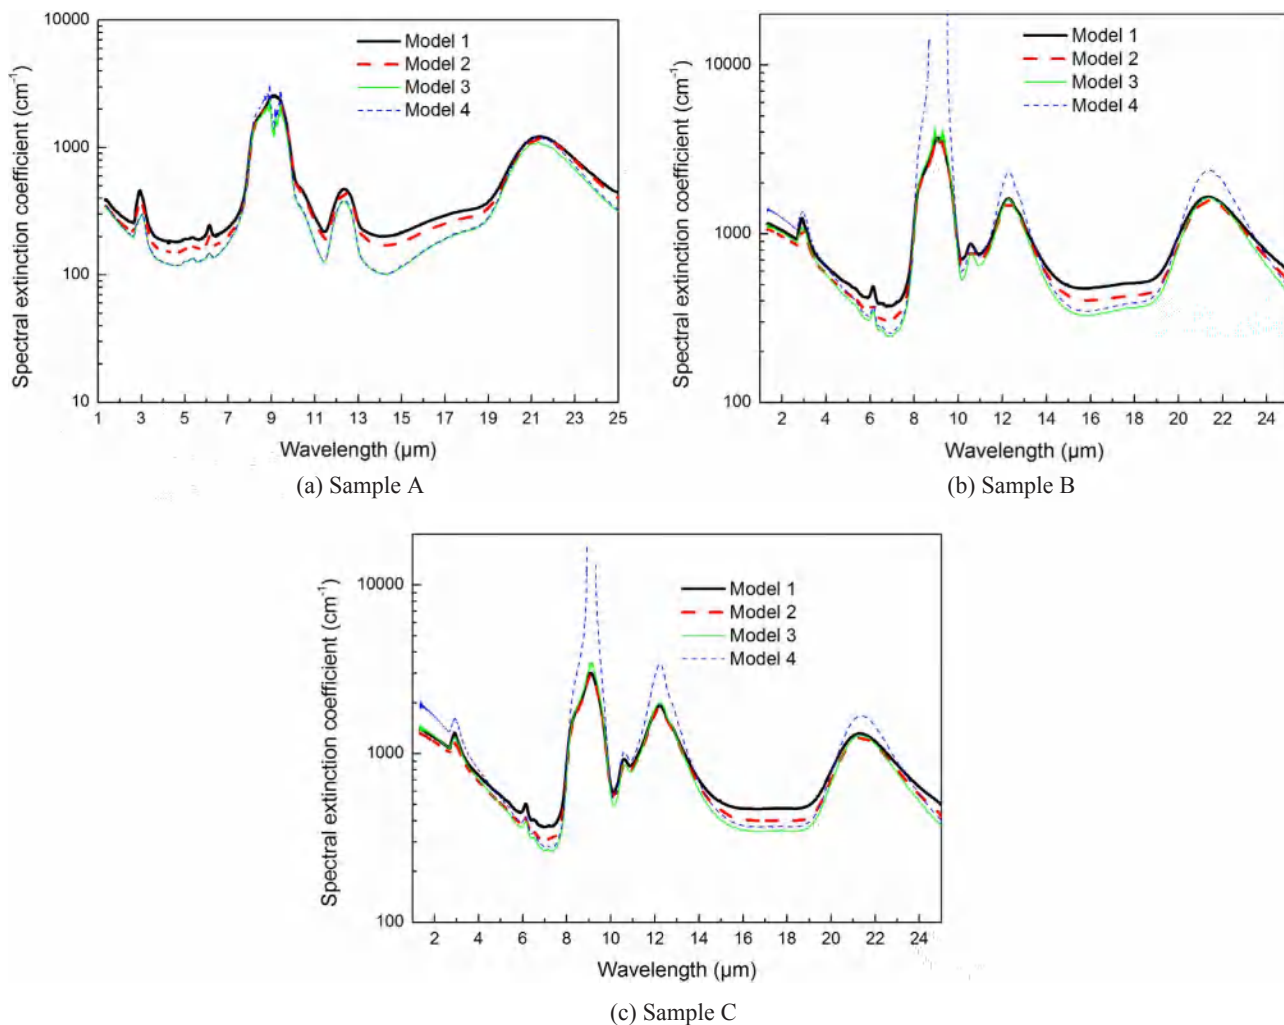 10000
1000
100
10
Spectral extinction coefficient (cm⁻¹)
Model 1
Model 2
Model 3
Model 4
1 3 5 7 9 11 13 15 17 19 21 23 25
Wavelength (µm)
(a) Sample A
10000
1000
100
Spectral extinction coefficient (cm⁻¹)
Model 1
Model 2
Model 3
Model 4
2 4 6 8 10 12 14 16 18 20 22 24
Wavelength (µm)
(b) Sample B
10000
1000
100
Spectral extinction coefficient (cm⁻¹)
Model 1
Model 2
Model 3
Model 4
2 4 6 8 10 12 14 16 18 20 22 24
Wavelength (µm)
(c) Sample C